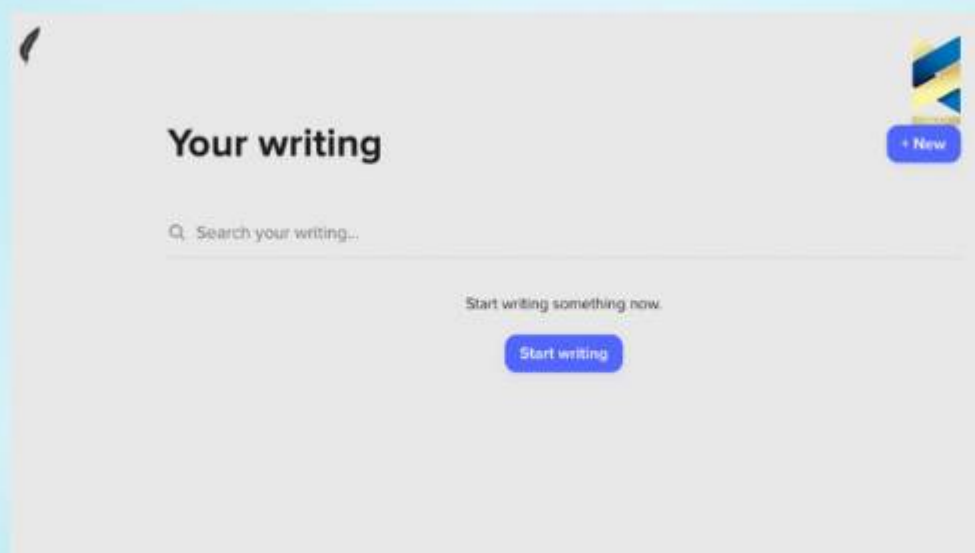 Your writing
+ New
Search your writing...
Start writing something now.
Start writing